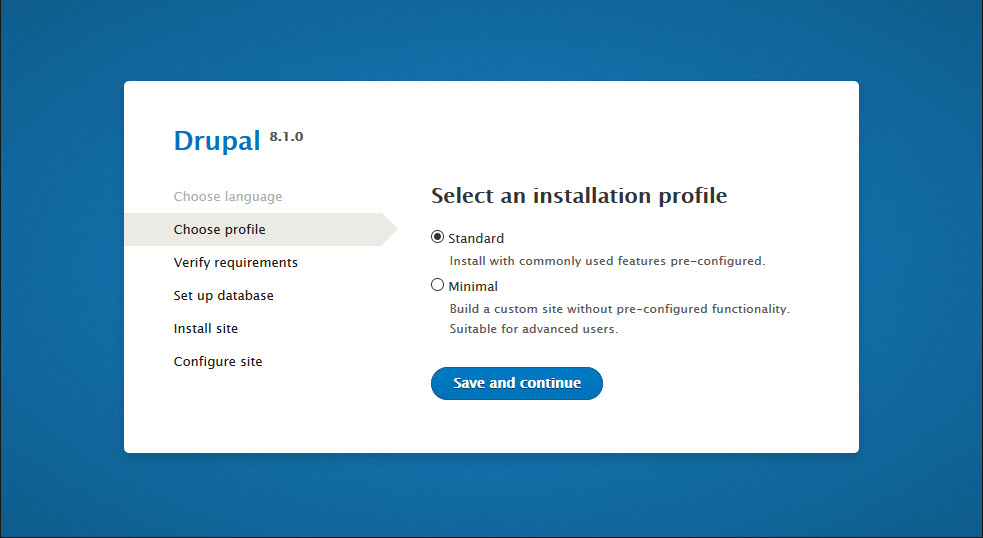 Drupal 8.1.0
Choose language
Choose profile
Verify requirements
Set up database
Install site
Configure site
Select an installation profile
Standard
Install with commonly used features pre-configured.
Minimal
Build a custom site without pre-configured functionality.
Suitable for advanced users.
Save and continue